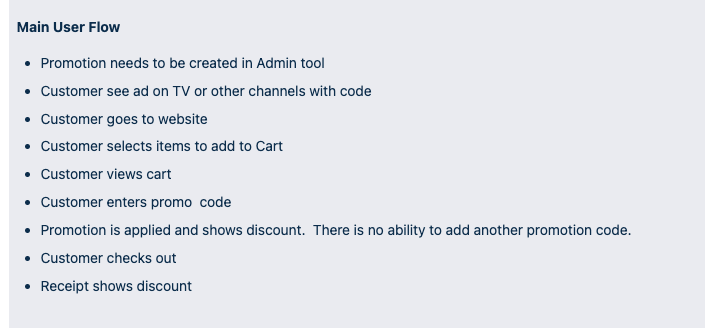 Main User Flow
• Promotion needs to be created in Admin tool
• Customer see ad on TV or other channels with code
• Customer goes to website
• Customer selects items to add to Cart
• Customer views cart
• Customer enters promo  code
• Promotion is applied and shows discount.  There is no ability to add another promotion code.
• Customer checks out
• Receipt shows discount